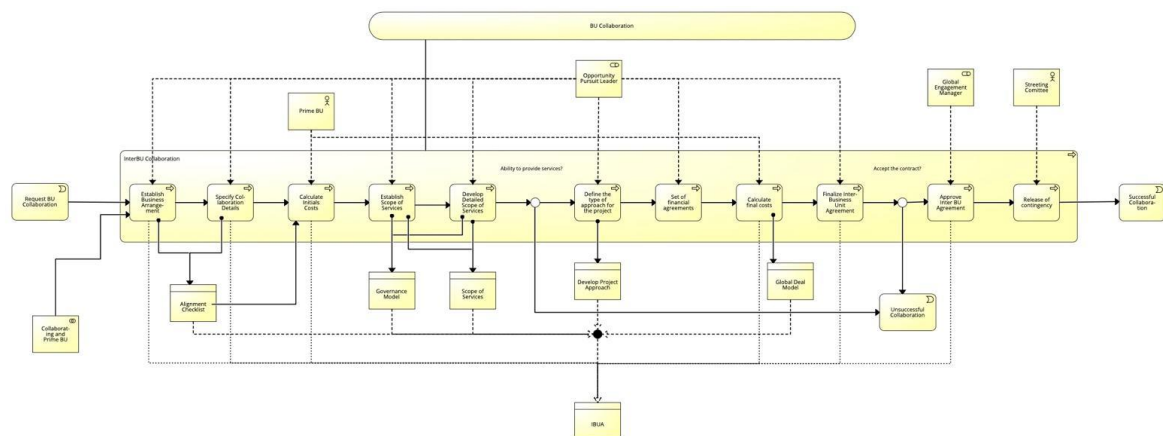 BU Collaboration
Opportunity
Pursuit Leader
Global
Engagement
Manager
Streeting
Comittee
Prime BU
InterBU Collaboration
Ability to provide services?
Accept the contract?
Request BU
Collaboration
Establish
Business
Arrange-
ment
Specify Col-
laboration
Details
Calculate
Initials
Costs
Establish
Scope of
Services
Develop
Detailed
Scope of
Services
Define the
type of
approach for
the project
Set of
financial
agreements
Calculate
final costs
Finalize Inter-
Business
Unit
Agreement
Approve
Inter BU
Agreement
Release of
contingency
Successful
Collabora-
tion
Alignment
Checklist
Governance
Model
Scope of
Services
Develop Project
Approach
Global Deal
Model
Unsuccessful
Collaboration
Collaborat-
ing and
Prime BU
IBUA